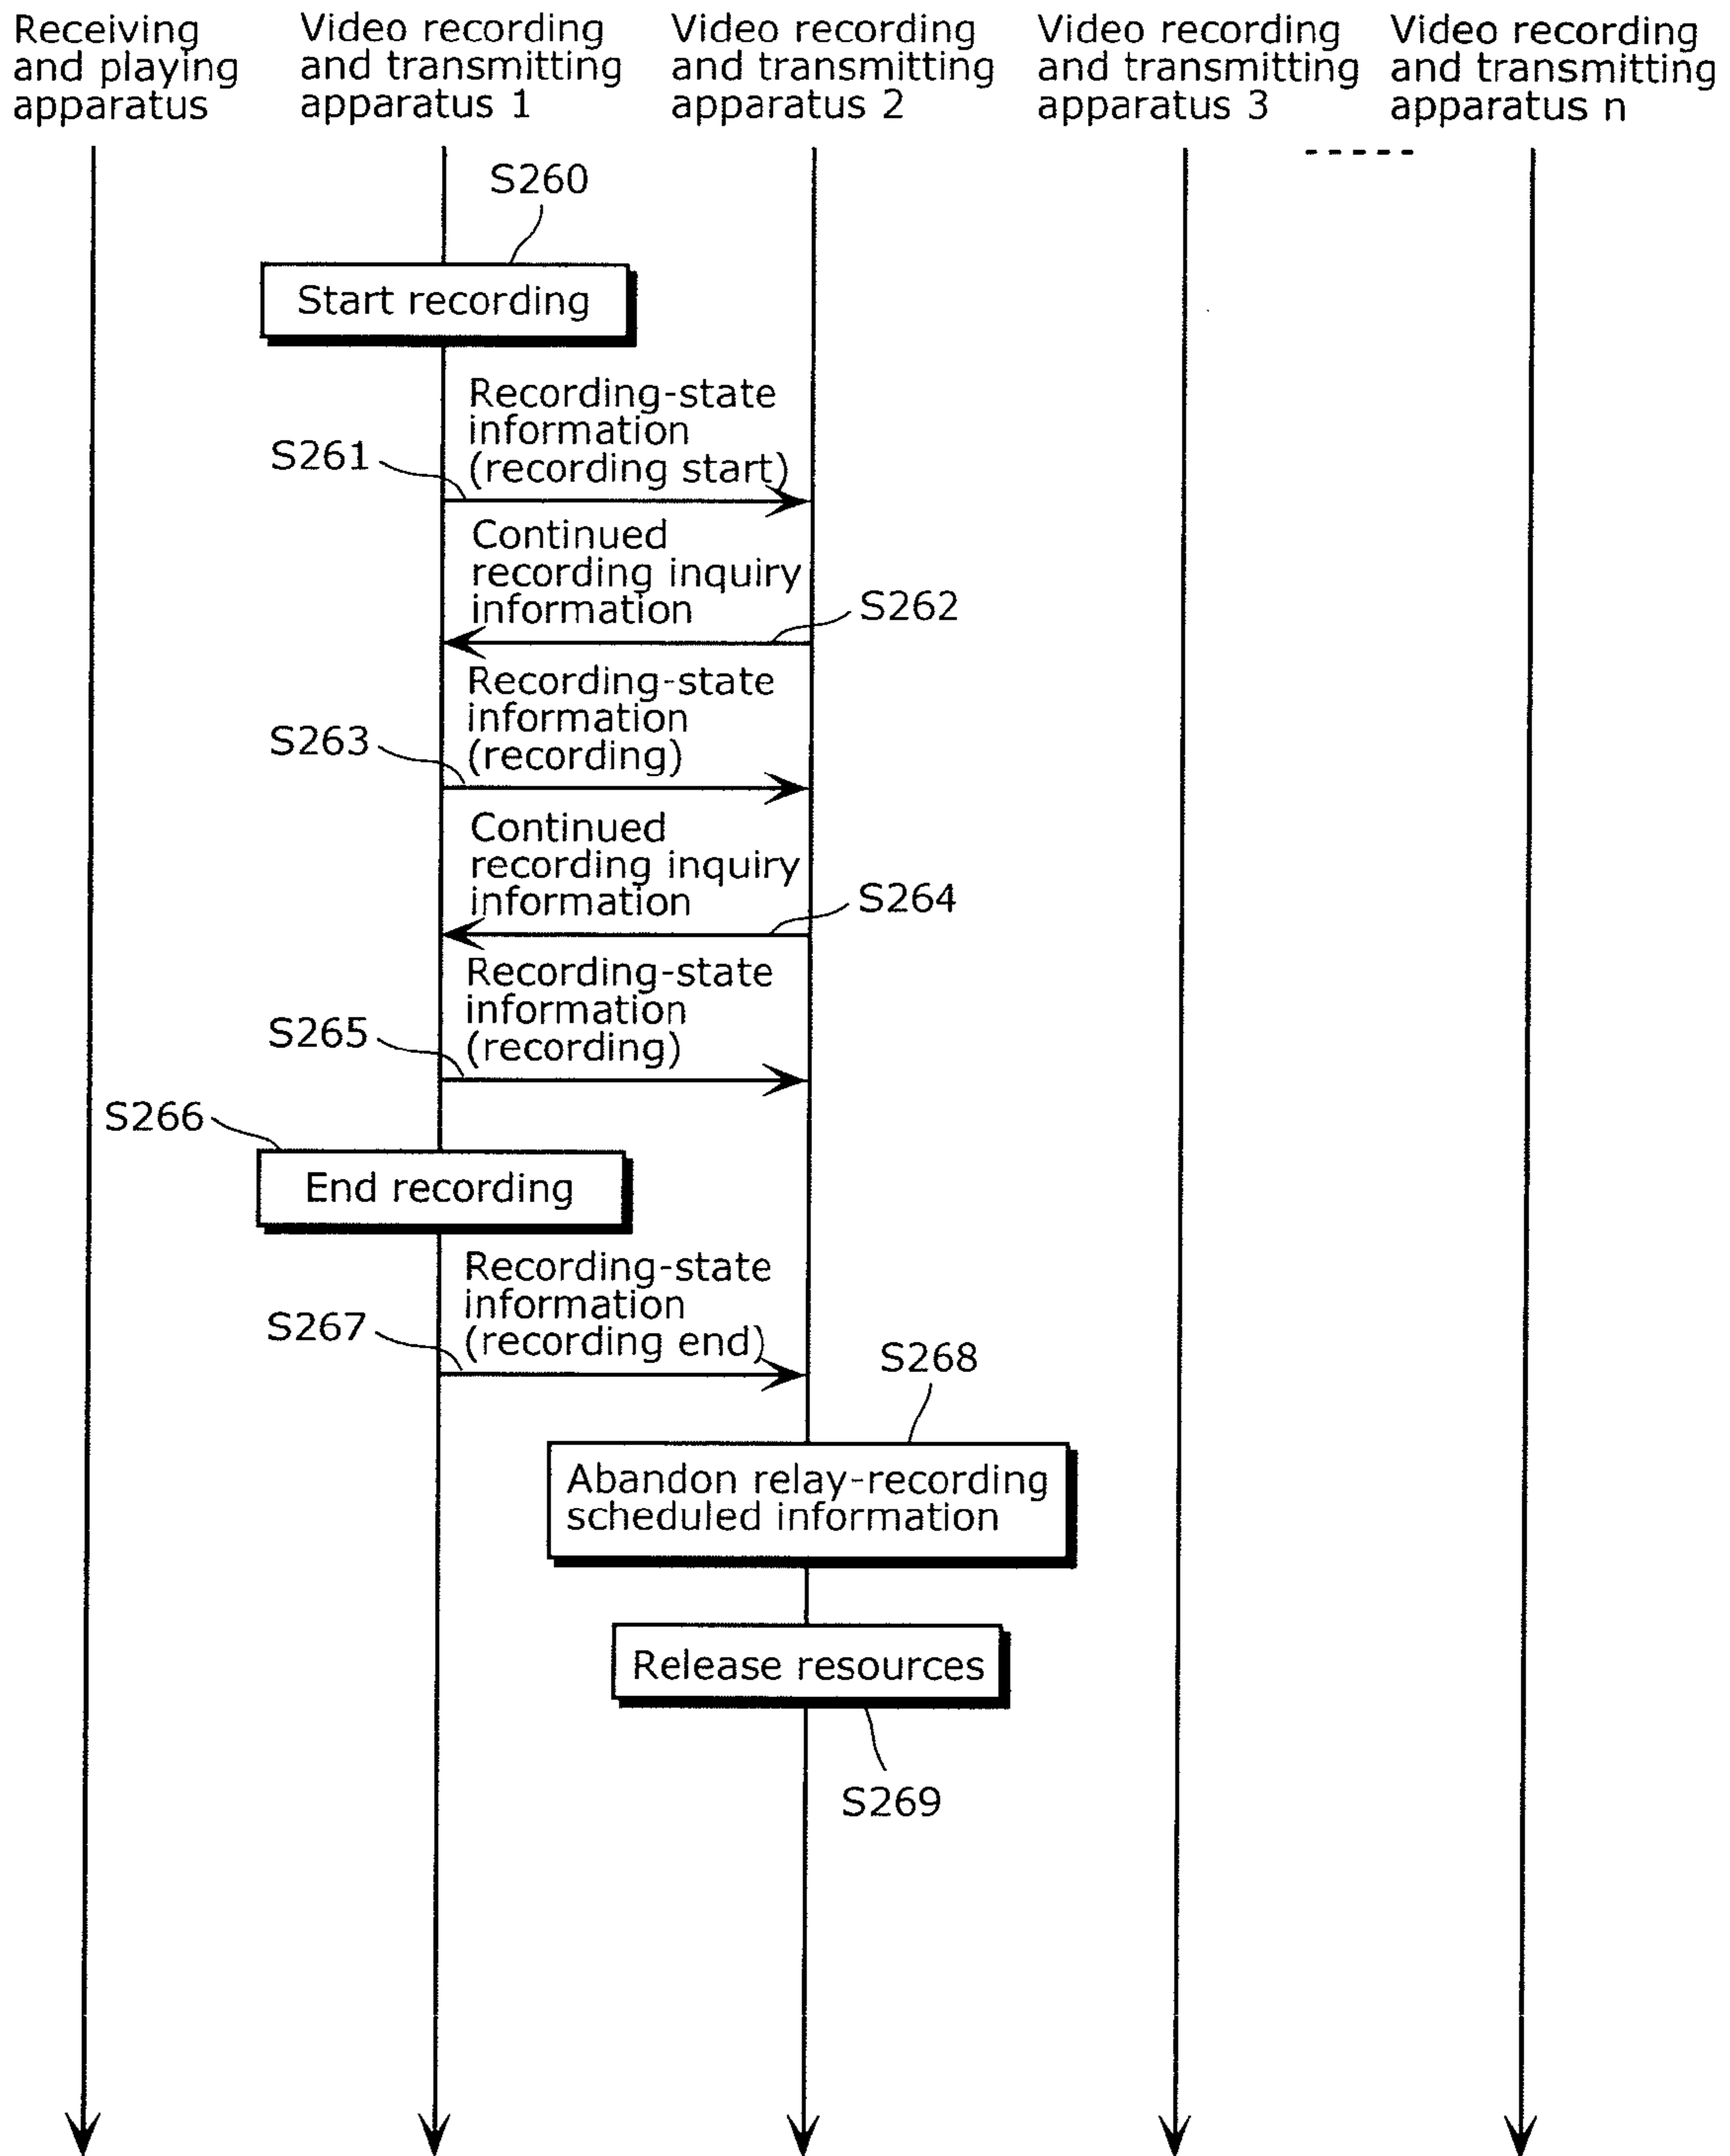 Receiving
and playing
apparatus
Video recording
and transmitting
apparatus 1
Video recording
and transmitting
apparatus 2
Video recording
and transmitting
apparatus 3
Video recording
and transmitting
apparatus n
S260
Start recording
Recording-state
information
(recording start)
S261
Continued
recording inquiry
information
S262
Recording-state
information
(recording)
S263
Continued
recording inquiry
information
S264
Recording-state
information
(recording)
S265
S266
End recording
Recording-state
information
(recording end)
S267
S268
Abandon relay-recording
scheduled information
Release resources
S269